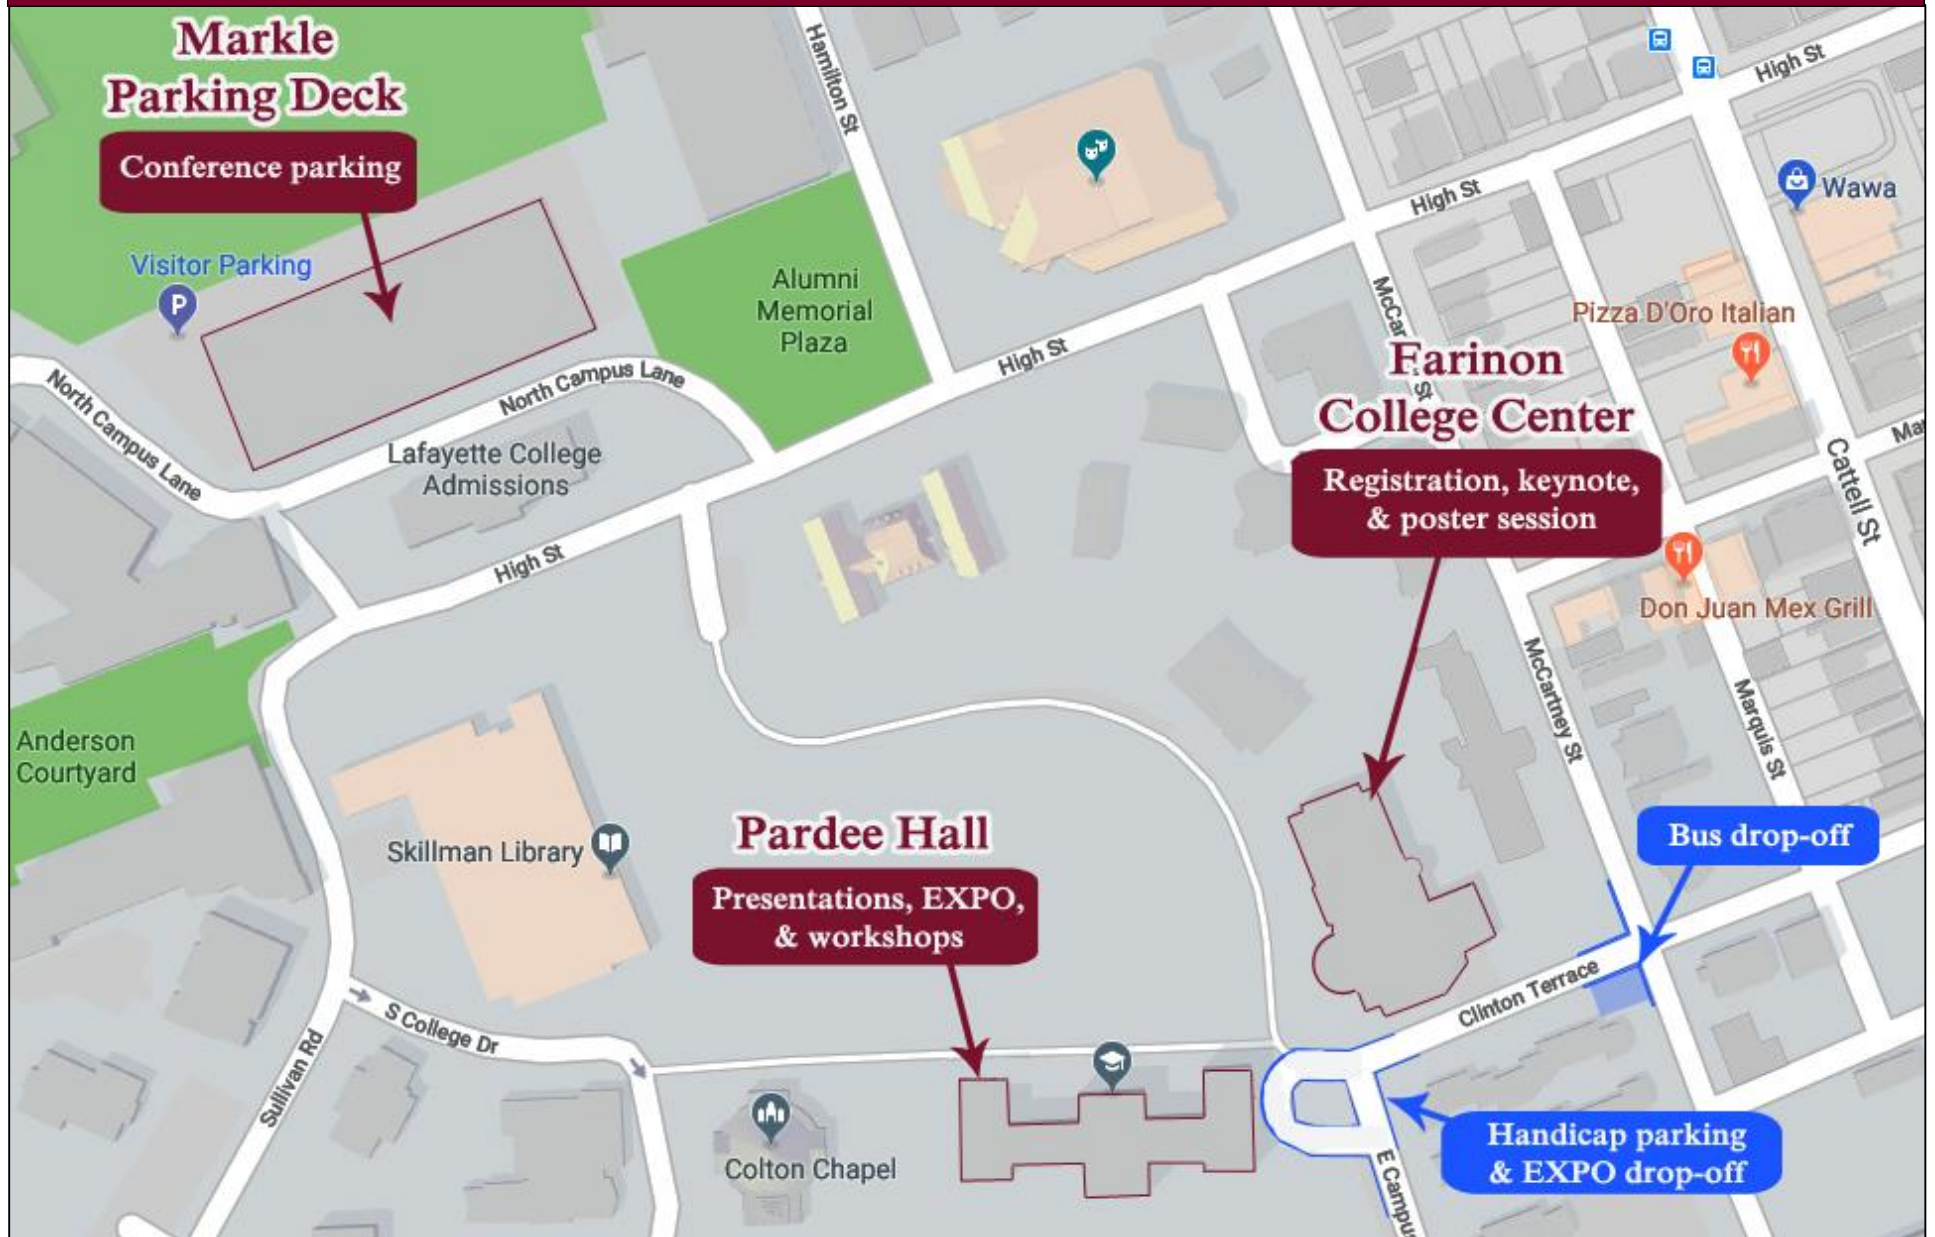 Markle
Parking Deck
Conference parking
Hamilton St
High St
Wawa
High St
Visitor Parking
P
Alumni
Memorial
Plaza
Pizza D'Oro Italian
High St
North Campus Lane
North Campus Lane
Farinon
College Center
Registration, keynote,
& poster session
Lafayette College
Admissions
Cattell St
High St
Don Juan Mex Grill
McCartney St
Marquis St
Anderson
Courtyard
Skillman Library
Pardee Hall
Presentations, EXPO,
& workshops
Bus drop-off
Clinton Terrace
S College Dr
Sullivan Rd
Colton Chapel
Handicap parking
& EXPO drop-off
E Campus